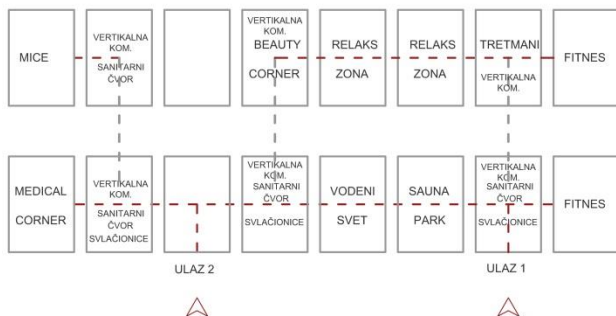 MICE
VERTIKALNA
KOM.
SANITARNI
ČVOR
VERTIKALNA
KOM.
BEAUTY
CORNER
RELAKS
ZONA
RELAKS
ZONA
TRETMANI
VERTIKALNA
KOM.
FITNES
MEDICAL
CORNER
VERTIKALNA
KOM.
SANITARNI
ČVOR
SVLAČIONICE
VERTIKALNA
KOM.
SANITARNI
ČVOR
SVLAČIONICE
VODENI
SVET
SAUNA
PARK
VERTIKALNA
KOM.
SANITARNI
ČVOR
SVLAČIONICE
FITNES
ULAZ 2
ULAZ 1